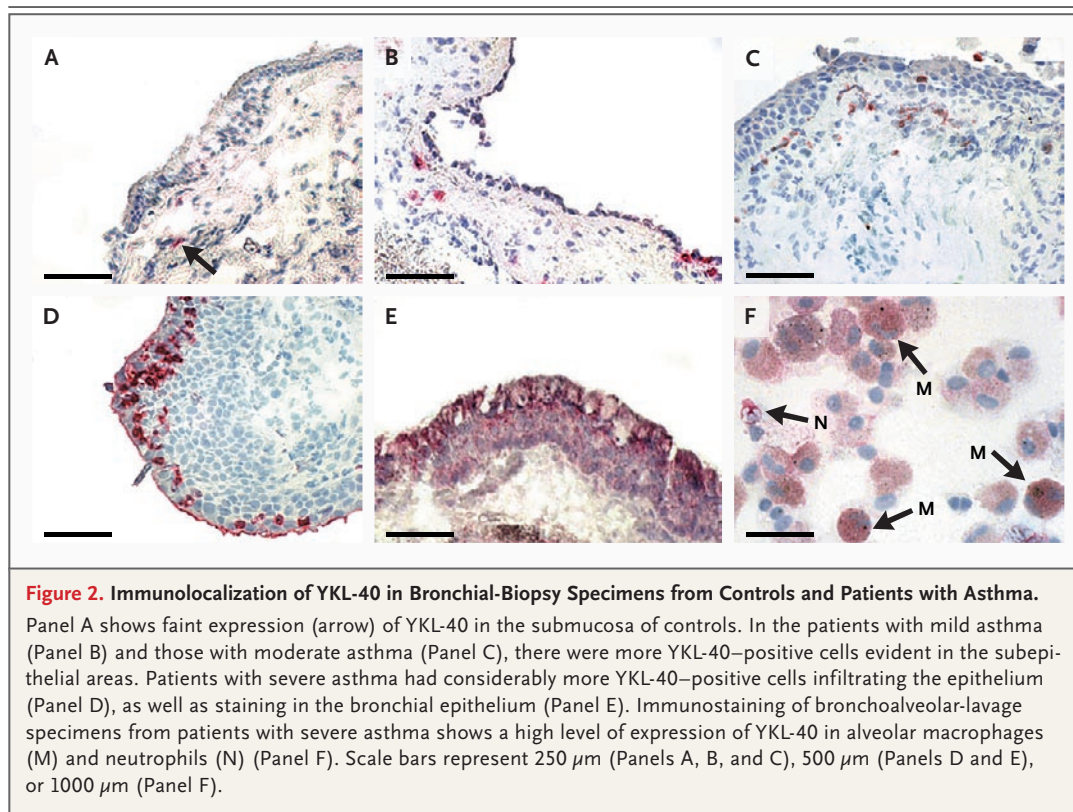 A
B
C
D
E
F
M
N
M
M
Figure 2. Immunolocalization of YKL-40 in Bronchial-Biopsy Specimens from Controls and Patients with Asthma.
Panel A shows faint expression (arrow) of YKL-40 in the submucosa of controls. In the patients with mild asthma
(Panel B) and those with moderate asthma (Panel C), there were more YKL-40–positive cells evident in the subepi-
thelial areas. Patients with severe asthma had considerably more YKL-40–positive cells infiltrating the epithelium
(Panel D), as well as staining in the bronchial epithelium (Panel E). Immunostaining of bronchoalveolar-lavage
specimens from patients with severe asthma shows a high level of expression of YKL-40 in alveolar macrophages
(M) and neutrophils (N) (Panel F). Scale bars represent 250 µm (Panels A, B, and C), 500 µm (Panels D and E),
or 1000 µm (Panel F).